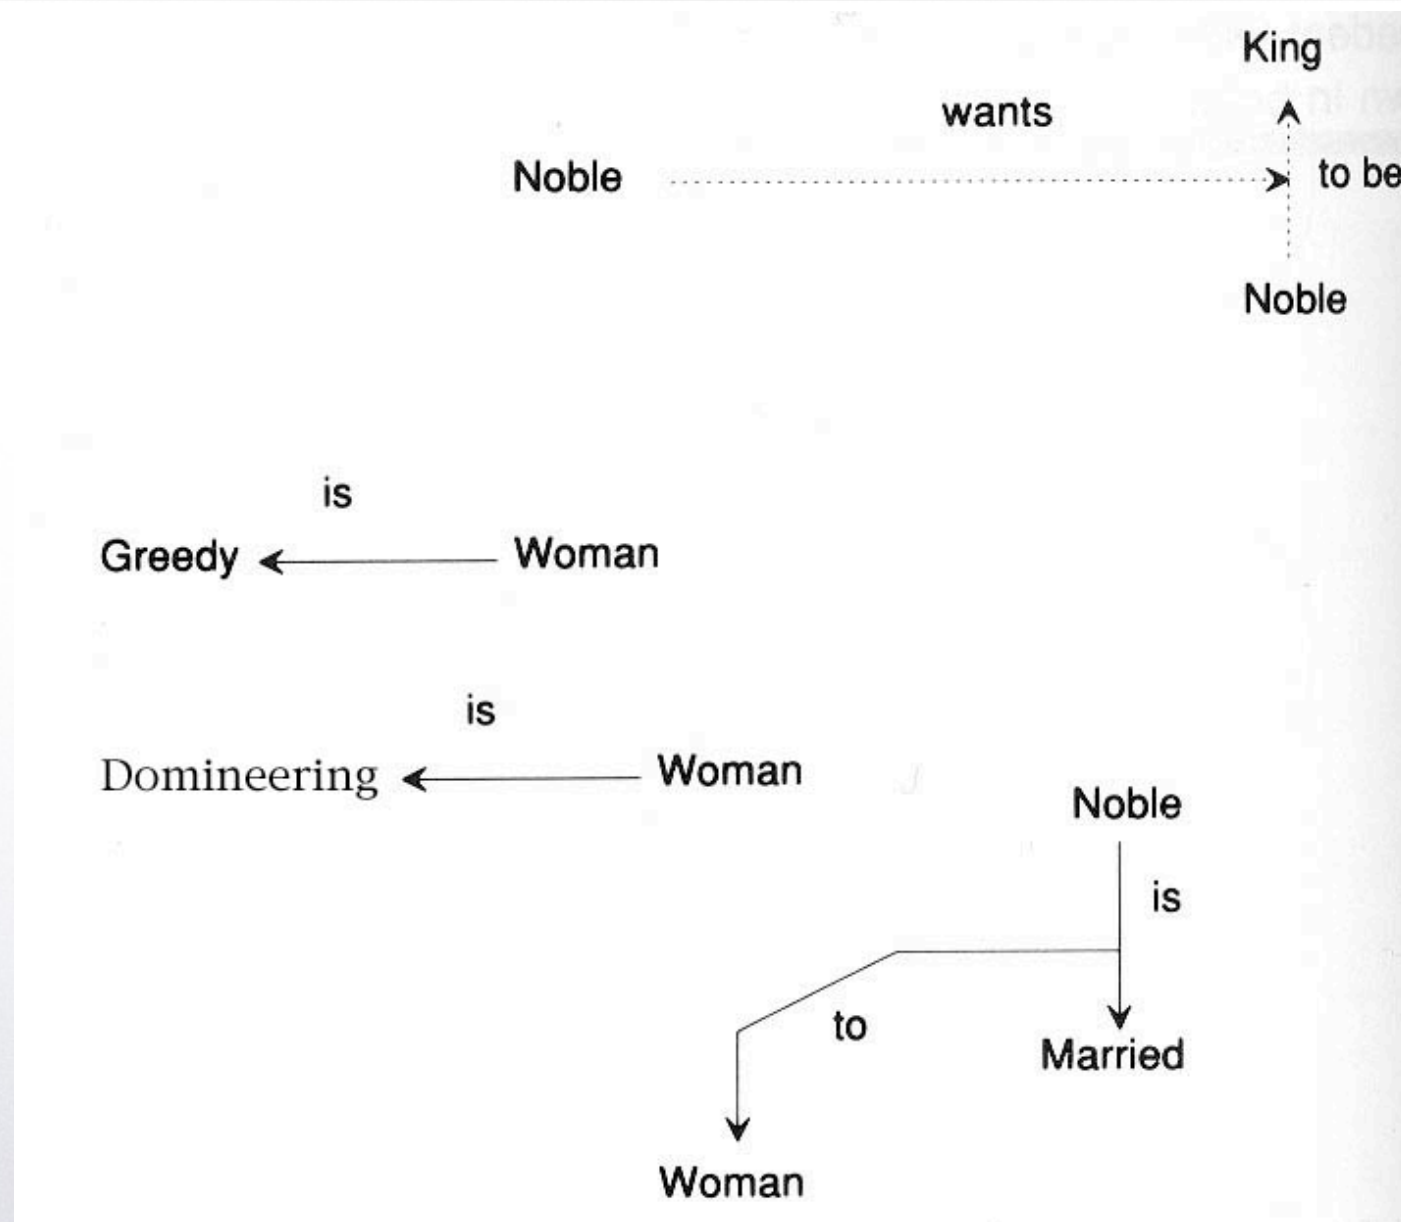 King
wants
Noble to be
Noble
is
Greedy Woman
is
Domineering Woman
Noble
is
to
Married
Woman